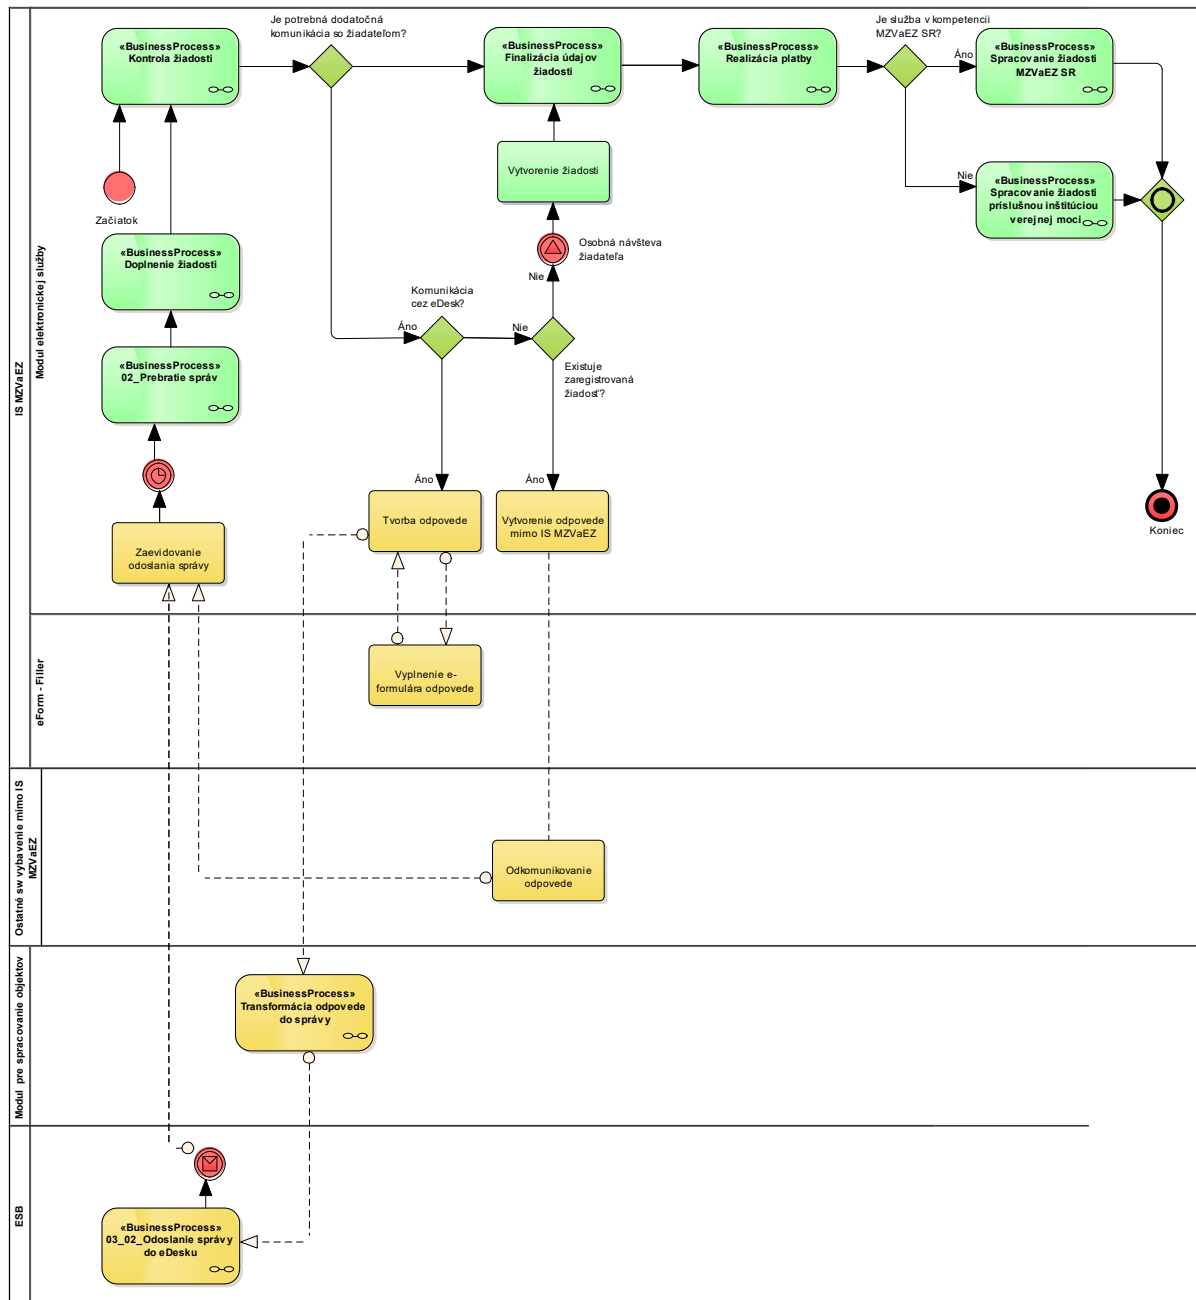 IS MZVaEZ
Modul elektronickej služby
Je potrebná dodatočná
komunikácia so žiadateľom?
Je služba v kompetencii
MZVaEZ SR?
«BusinessProcess»
Kontrola žiadosti
«BusinessProcess»
Finalizácia údajov
žiadosti
«BusinessProcess»
Realizácia platby
Áno
«BusinessProcess»
Spracovanie žiadosti
MZVaEZ SR
Vytvorenie žiadosti
Nie
«BusinessProcess»
Spracovanie žiadosti
príslušnou inštitúciou
verejnej moci
Začiatok
«BusinessProcess»
Doplnenie žiadosti
Osobná návšteva
žiadateľa
Nie
Komunikácia
cez eDesk?
Áno
Nie
«BusinessProcess»
02_Prebratie správ
Existuje
zaregistrovaná
žiadosť?
Áno
Áno
Tvorba odpovede
Vytvorenie odpovede
mimo IS MZVaEZ
Koniec
Zaevidovanie
odoslania správy
eForm - Filler
Vyplnenie e-
formulára odpovede
Ostatné sw vybavenie mimo IS
MZVaEZ
Odkomunikovanie
odpovede
Modul pre spracovanie objektov
«BusinessProcess»
Transformácia odpovede
do správy
ESB
«BusinessProcess»
03_02_Odoslanie správy
do eDesku